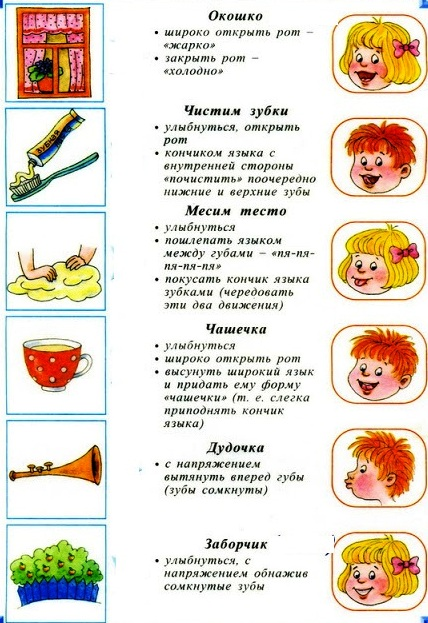 Окошко
• широко открыть рот –
«жарко»
• закрыть рот –
«холодно»
Чистим зубки
• улыбнуться, открыть
рот
• кончиком языка с
внутренней стороны
"почистить" поочередно
нижние и верхние зубы
Месим тесто
• улыбнуться
• пошлепать языком
между губами – «пя-пя-
пя-пя-пя»
• покусать кончик языка
зубками (чередовать
эти два движения)
Чашечка
• улыбнуться
• широко открыть рот
• высунуть широкий язык
и придать ему форму
«чашечки» (т. е. слегка
приподнять кончик
языка)
Дудочка
• с напряжением
вытянуть вперед губы
(зубы сомкнуты)
Заборчик
• улыбнуться, с
напряжением обнажив
сомкнутые зубы